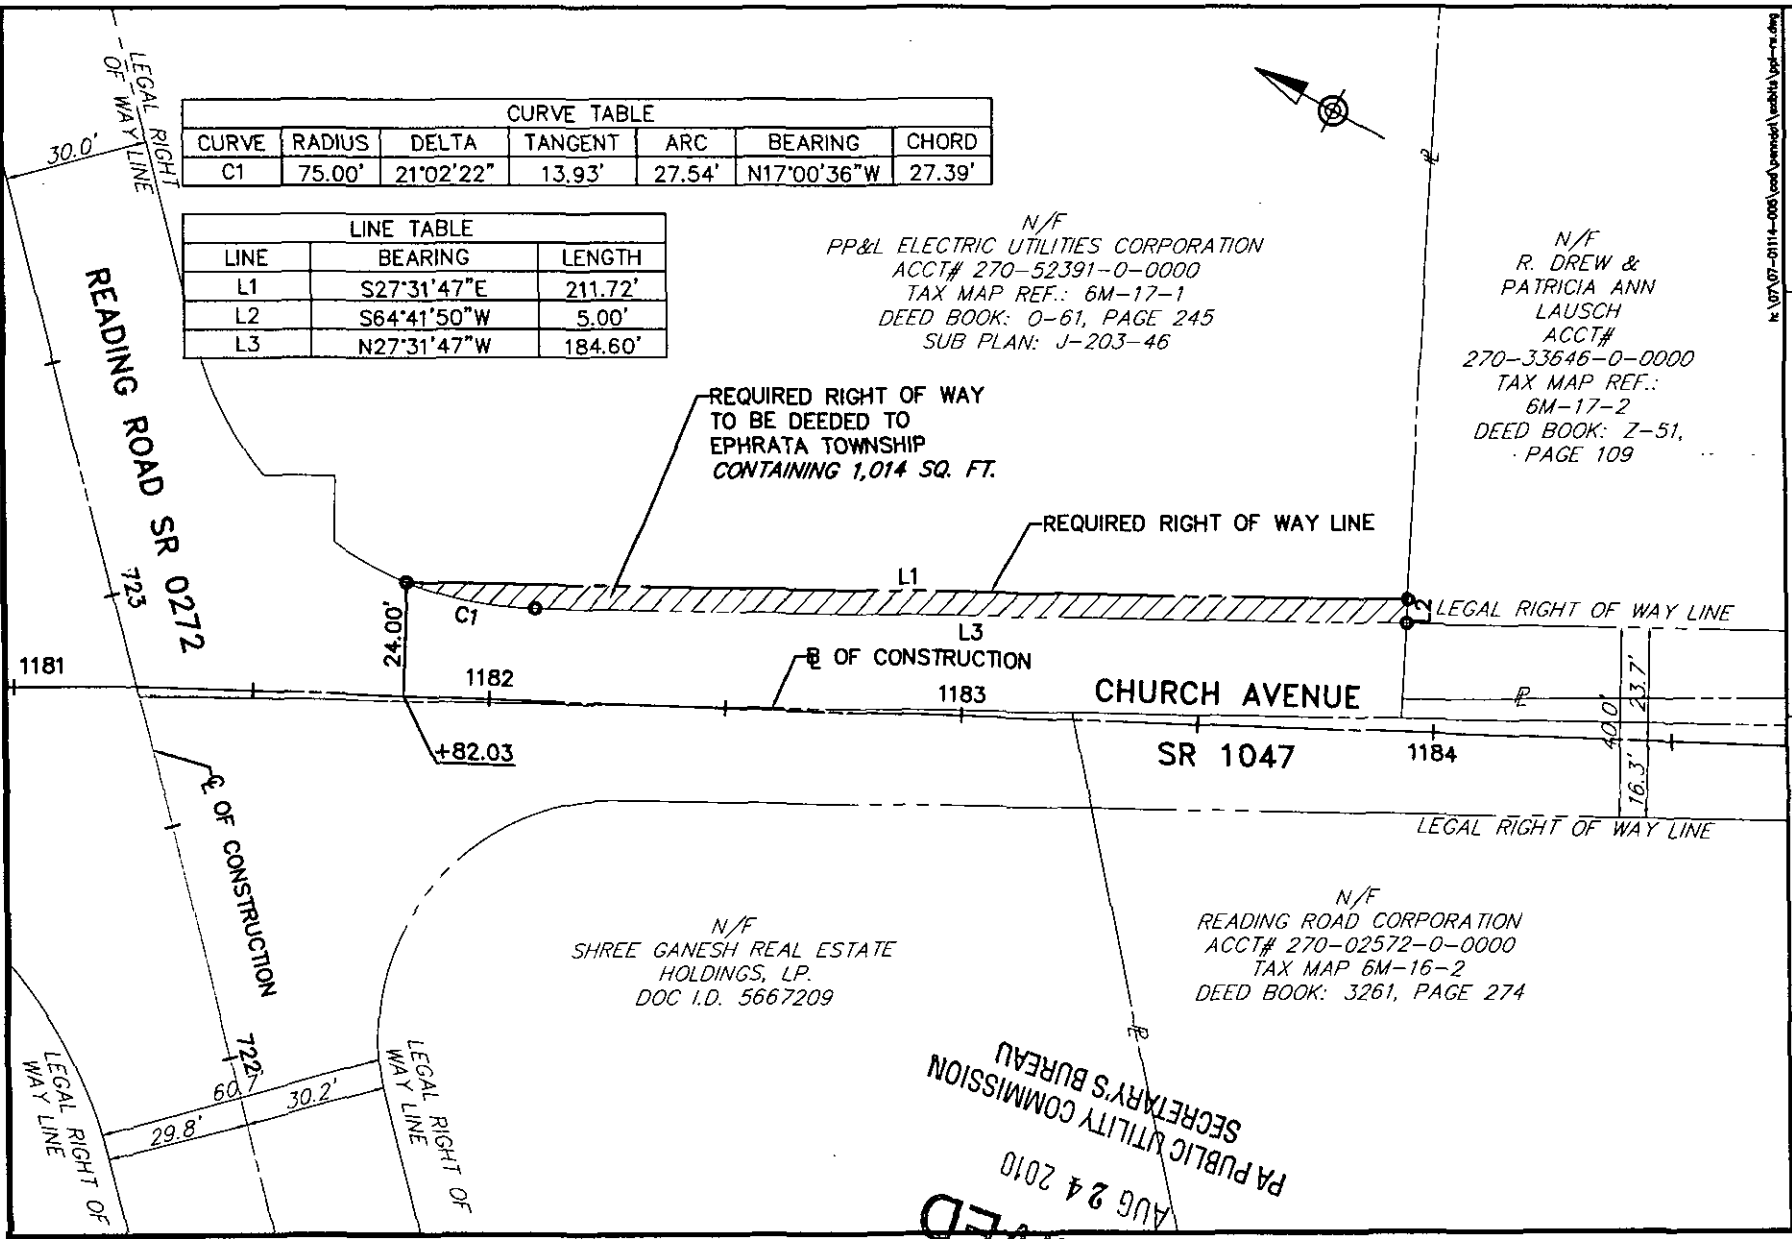 LEGAL RIGHT
OF WAY LINE
30.0'
CURVE TABLE
CURVE RADIUS DELTA TANGENT ARC BEARING CHORD
C1 75.00' 21°02'22" 13.93' 27.54' N17°00'36"W 27.39'
LINE TABLE
LINE BEARING LENGTH
L1 S27°31'47"E 211.72'
L2 S64°41'50"W 5.00'
L3 N27°31'47"W 184.60'
N/F
PP&L ELECTRIC UTILITIES CORPORATION
ACCT# 270-52391-0-0000
TAX MAP REF.: 6M-17-1
DEED BOOK: O-61, PAGE 245
SUB PLAN: J-203-46
N/F
R. DREW &
PATRICIA ANN
LAUSCH
ACCT#
270-33646-0-0000
TAX MAP REF.:
6M-17-2
DEED BOOK: Z-51,
PAGE 109
READING ROAD SR 0272
723
REQUIRED RIGHT OF WAY
TO BE DEEDED TO
EPHRATA TOWNSHIP
CONTAINING 1,014 SQ. FT.
REQUIRED RIGHT OF WAY LINE
L1
C1
L3
L2
LEGAL RIGHT OF WAY LINE
24.00'
1181
1182
OF CONSTRUCTION
1183
CHURCH AVENUE
+82.03
SR 1047
1184
40.0'
23.7'
16.3'
LEGAL RIGHT OF WAY LINE
OF CONSTRUCTION
722
60.7
30.2'
29.8'
LEGAL RIGHT OF
WAY LINE
LEGAL RIGHT OF
WAY LINE
N/F
SHREE GANESH REAL ESTATE
HOLDINGS, LP.
DOC I.D. 5667209
N/F
READING ROAD CORPORATION
ACCT# 270-02572-0-0000
TAX MAP 6M-16-2
DEED BOOK: 3261, PAGE 274
AUG 24 2010
PA PUBLIC UTILITY COMMISSION
SECRETARY'S BUREAU